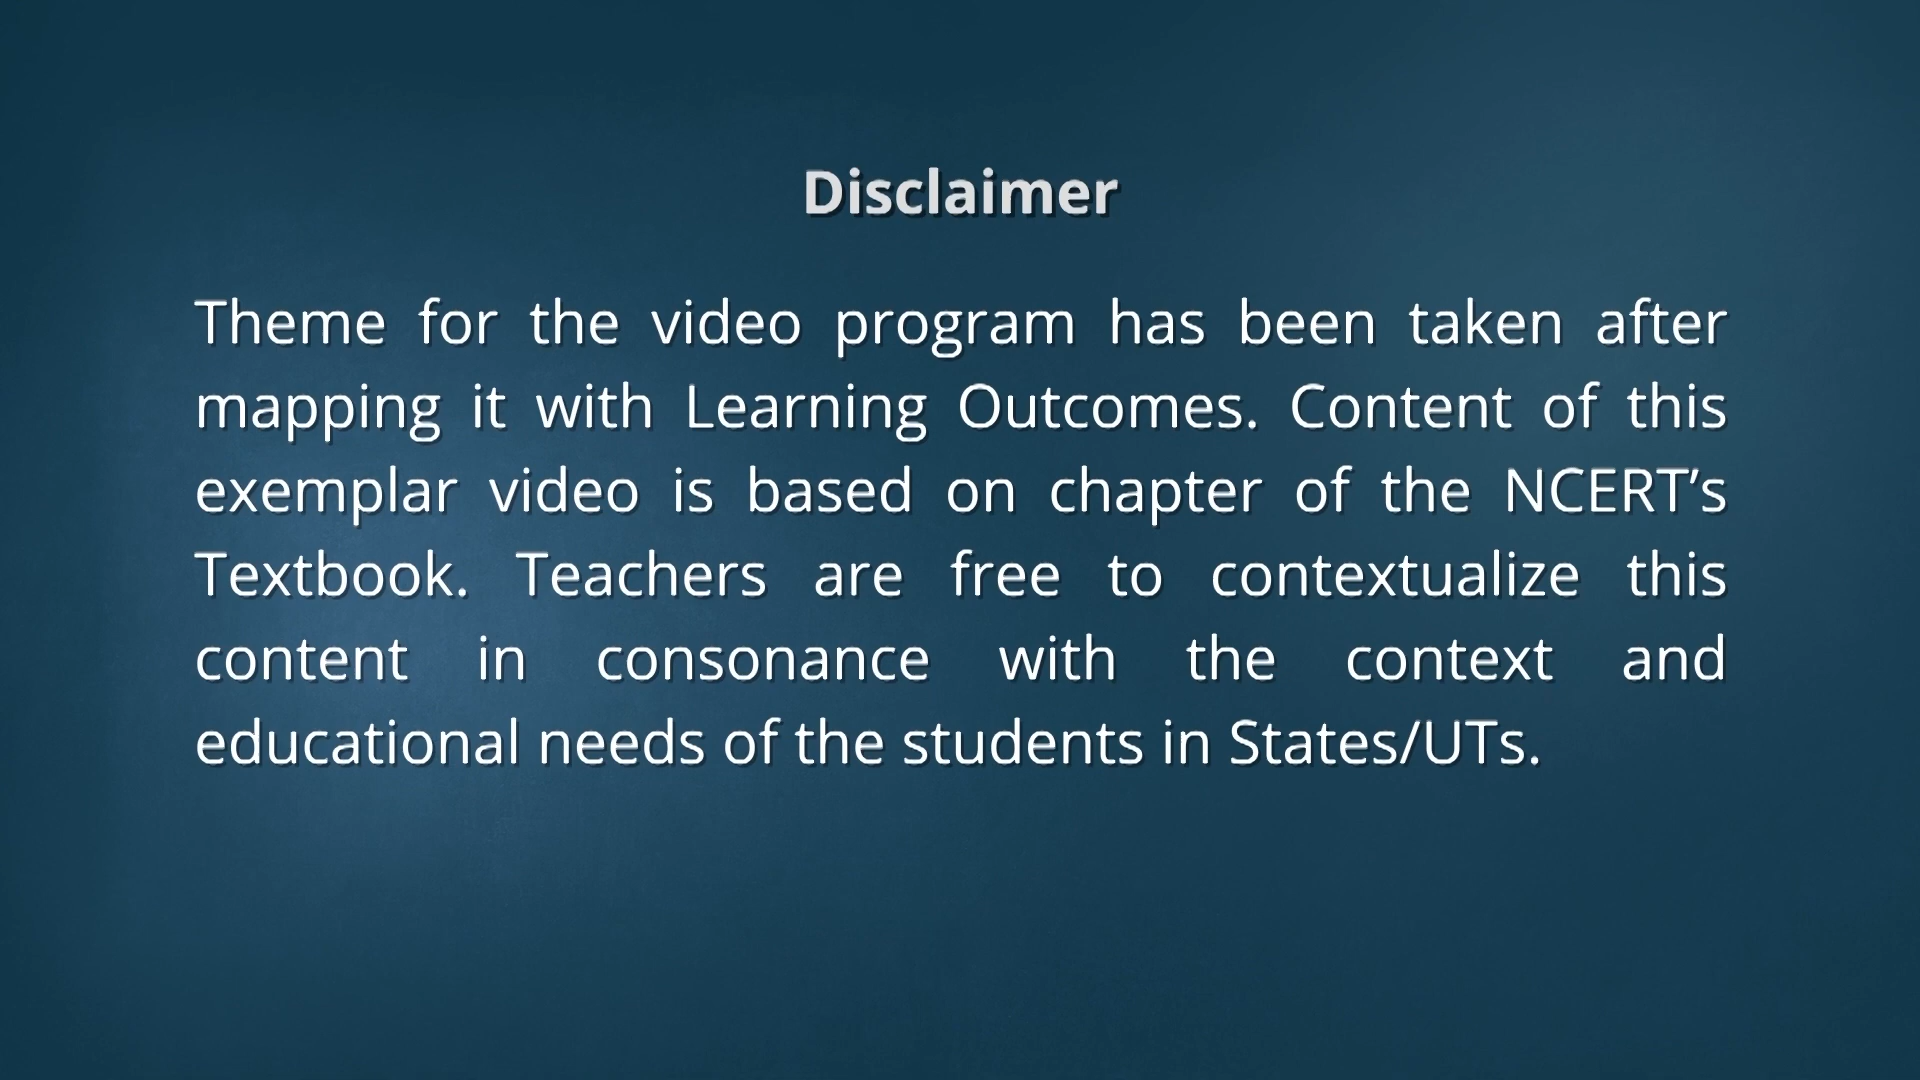 Disclaimer
Theme for the video program has been taken after
mapping it with Learning Outcomes. Content of this
exemplar video is based on chapter of the NCERT’s
Textbook. Teachers are free to contextualize this
content in consonance with the context and
educational needs of the students in States/UTs.